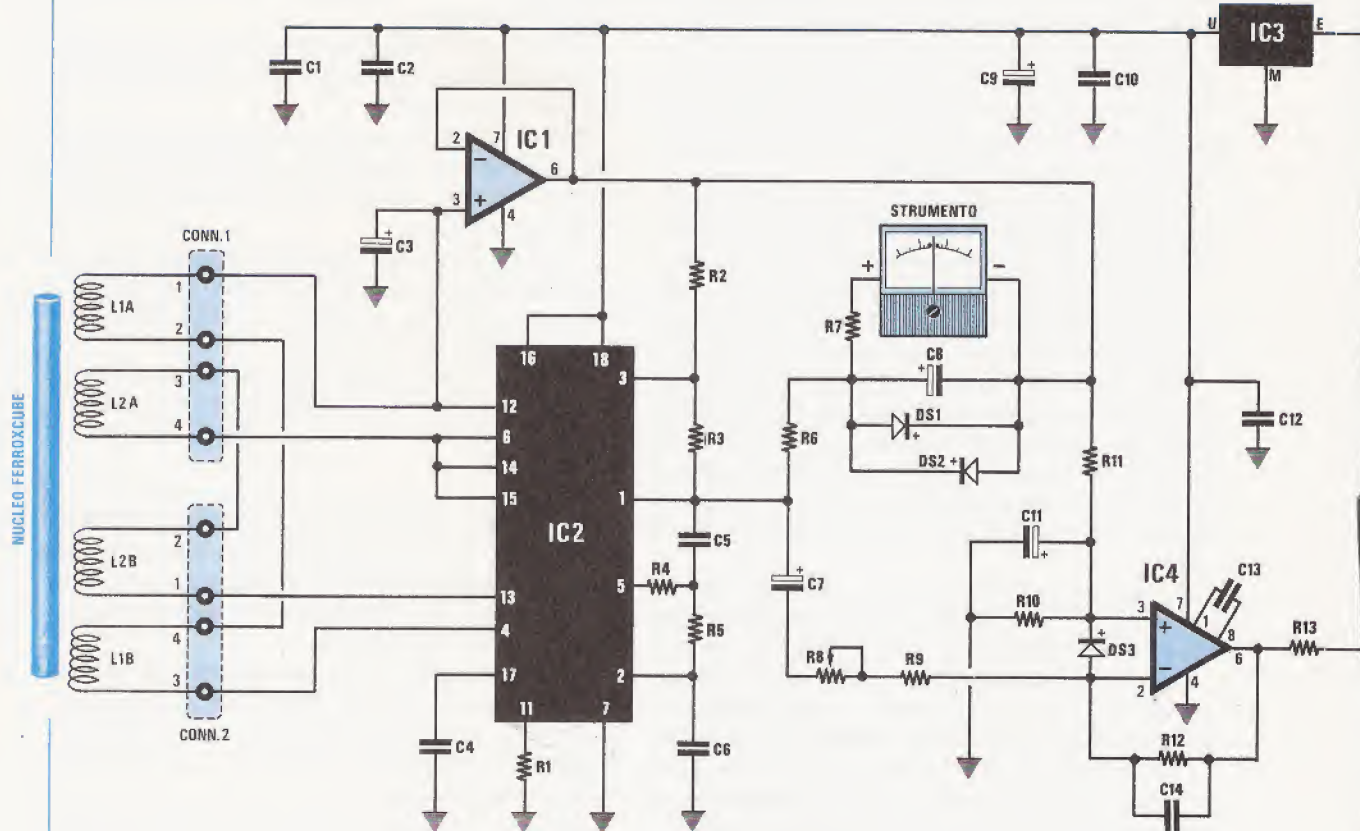 U
IC3
E
M
C1
C2
C9
+
C10
IC1
2
7
6
3
4
−
+
C3
+
STRUMENTO
+
−
CONN.1
1
2
3
4
L1A
L2A
NUCLEO FERROXCUBE
L2B
L1B
2
1
4
3
CONN.2
R2
R7
C8
+
DS1
+
DS2
+
R3
R6
R11
C12
16
18
3
12
6
14
15
1
IC2
5
13
4
17
2
11
7
C5
R4
R5
C6
C7
+
C4
R1
R8
R9
C11
+
R10
DS3
+
IC4
C13
3
7
1
8
6
2
4
+
−
R13
R12
C14